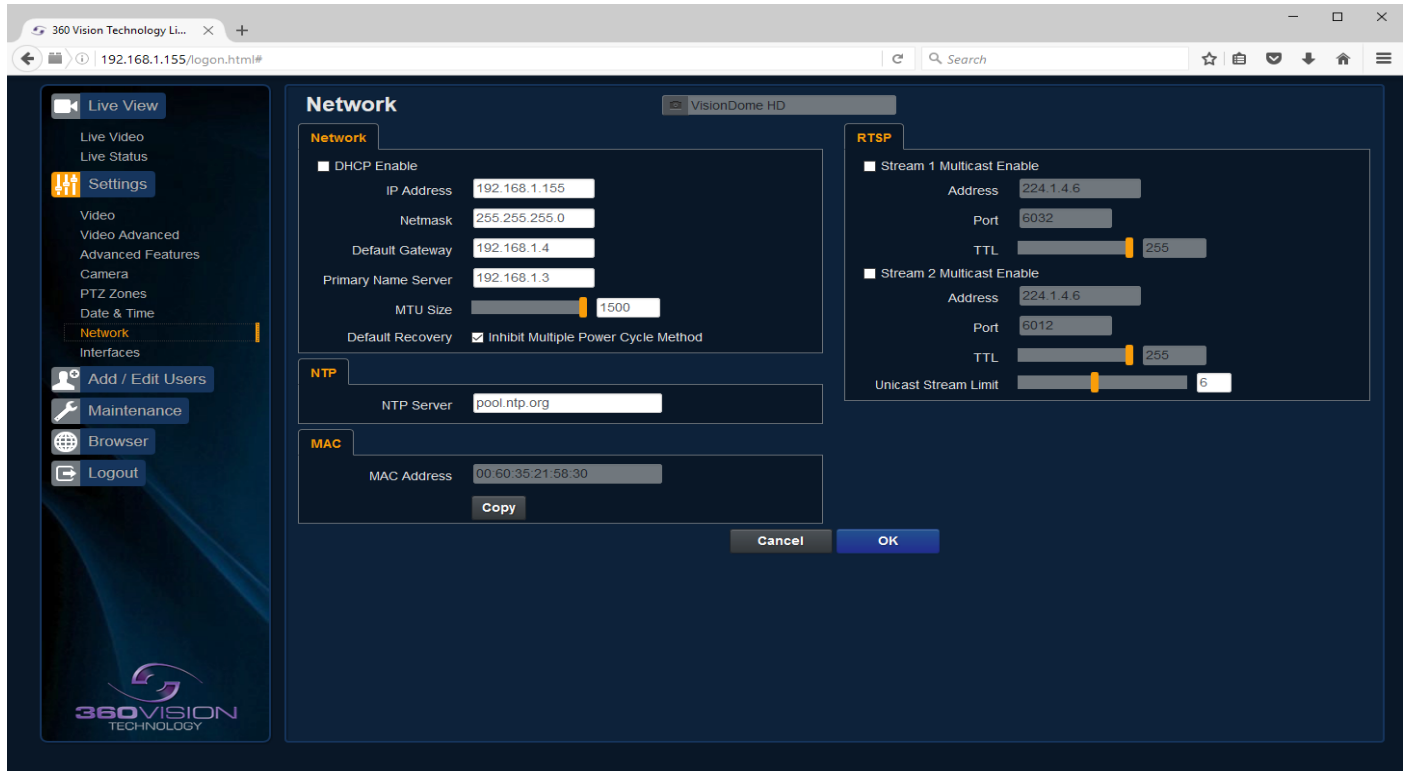 360 Vision Technology Li...
192.168.1.155/logon.html#
Search
Live View
Live Video
Live Status
Settings
Video
Video Advanced
Advanced Features
Camera
PTZ Zones
Date & Time
Network
Interfaces
Add / Edit Users
Maintenance
Browser
Logout
360VISION
TECHNOLOGY
Network
VisionDome HD
Network
DHCP Enable
IP Address 192.168.1.155
Netmask 255.255.255.0
Default Gateway 192.168.1.4
Primary Name Server 192.168.1.3
MTU Size 1500
Default Recovery Inhibit Multiple Power Cycle Method
NTP
NTP Server pool.ntp.org
MAC
MAC Address 00:60:35:21:58:30
Copy
RTSP
Stream 1 Multicast Enable
Address 224.1.4.6
Port 6032
TTL 255
Stream 2 Multicast Enable
Address 224.1.4.6
Port 6012
TTL 255
Unicast Stream Limit 6
Cancel OK